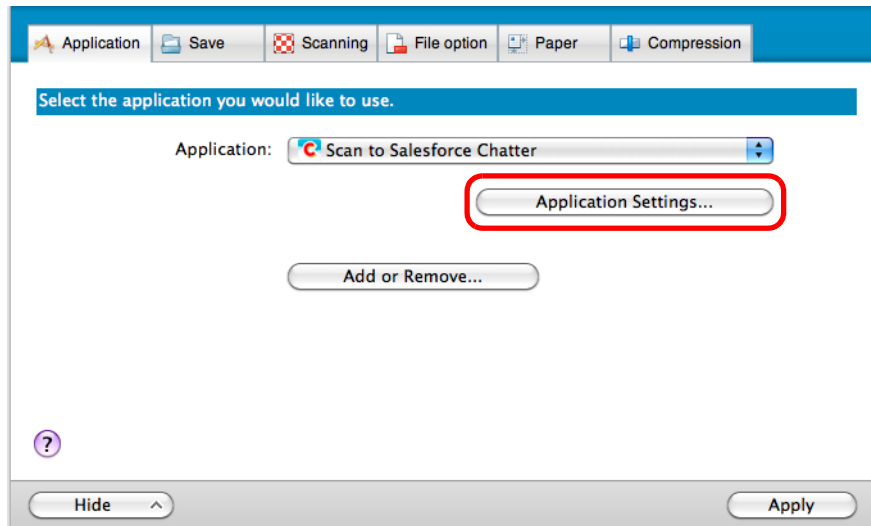 Application Save Scanning File option Paper Compression
Select the application you would like to use.
Application: C Scan to Salesforce Chatter
Application Settings...
Add or Remove...
?
Hide Apply